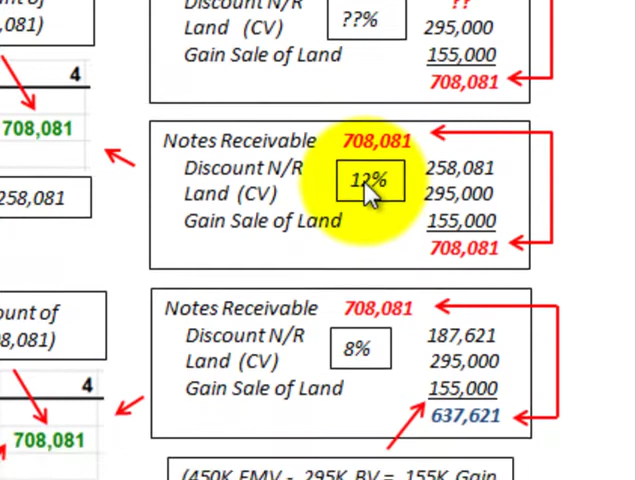 Discount N/R ??
,081)
??%
Land (CV) 295,000
Gain Sale of Land 155,000
708,081
4
708,081
258,081
Notes Receivable 708,081
Discount N/R 258,081
12%
Land (CV) 295,000
Gain Sale of Land 155,000
708,081
ount of
8,081)
4
708,081
Notes Receivable 708,081
Discount N/R 187,621
8%
Land (CV) 295,000
Gain Sale of Land 155,000
637,621
(450K FMV - 295K BV = 155K Gain